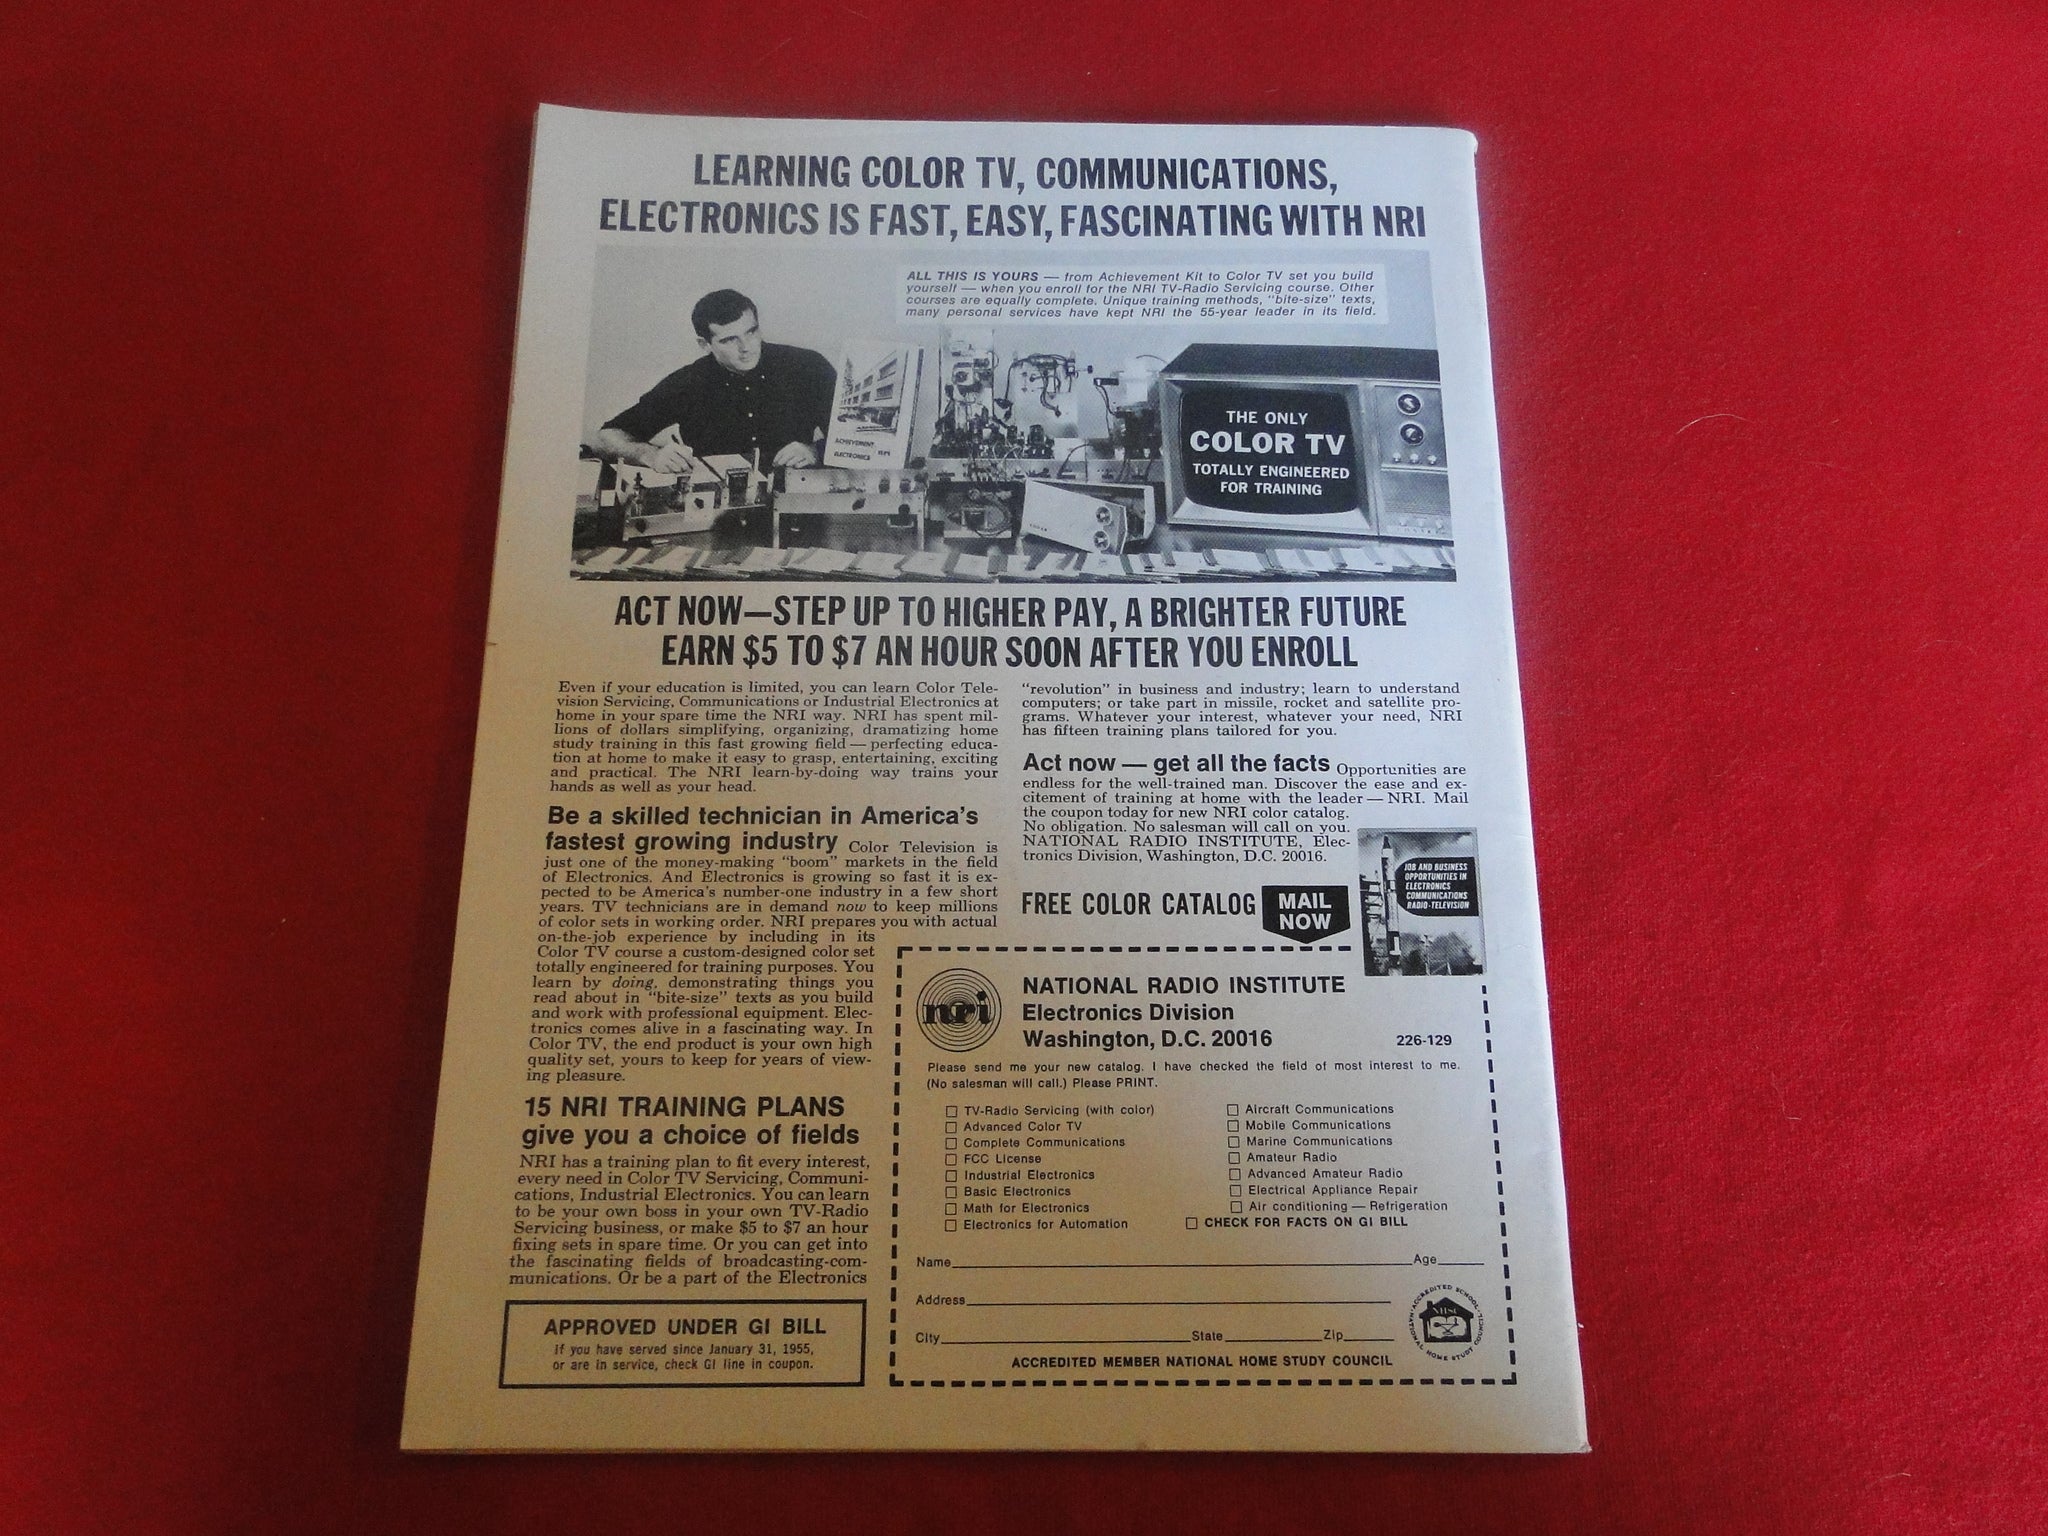 LEARNING COLOR TV, COMMUNICATIONS,
ELECTRONICS IS FAST, EASY, FASCINATING WITH NRI
ALL THIS IS YOURS — from Achievement Kit to Color TV set you build
yourself — when you enroll for the NRI TV-Radio Servicing course. Other
courses are equally complete. Unique training methods, "bite-size" texts,
many personal services have kept NRI the 55-year leader in its field.
ACHIEVEMENT
ELECTRONICS
THE ONLY
COLOR TV
TOTALLY ENGINEERED
FOR TRAINING
ACT NOW—STEP UP TO HIGHER PAY, A BRIGHTER FUTURE
EARN $5 TO $7 AN HOUR SOON AFTER YOU ENROLL
Even if your education is limited, you can learn Color Tele-
vision Servicing, Communications or Industrial Electronics at
home in your spare time the NRI way. NRI has spent mil-
lions of dollars simplifying, organizing, dramatizing home
study training in this fast growing field — perfecting educa-
tion at home to make it easy to grasp, entertaining, exciting
and practical. The NRI learn-by-doing way trains your
hands as well as your head.
Be a skilled technician in America's
fastest growing industry Color Television is
just one of the money-making "boom" markets in the field
of Electronics. And Electronics is growing so fast it is ex-
pected to be America's number-one industry in a few short
years. TV technicians are in demand now to keep millions
of color sets in working order. NRI prepares you with actual
on-the-job experience by including in its
Color TV course a custom-designed color set
totally engineered for training purposes. You
learn by doing, demonstrating things you
read about in "bite-size" texts as you build
and work with professional equipment. Elec-
tronics comes alive in a fascinating way. In
Color TV, the end product is your own high
quality set, yours to keep for years of view-
ing pleasure.
15 NRI TRAINING PLANS
give you a choice of fields
NRI has a training plan to fit every interest,
every need in Color TV Servicing, Communi-
cations, Industrial Electronics. You can learn
to be your own boss in your own TV-Radio
Servicing business, or make $5 to $7 an hour
fixing sets in spare time. Or you can get into
the fascinating fields of broadcasting-com-
munications. Or be a part of the Electronics
APPROVED UNDER GI BILL
If you have served since January 31, 1955,
or are in service, check GI line in coupon.
"revolution" in business and industry; learn to understand
computers; or take part in missile, rocket and satellite pro-
grams. Whatever your interest, whatever your need, NRI
has fifteen training plans tailored for you.
Act now — get all the facts Opportunities are
endless for the well-trained man. Discover the ease and ex-
citement of training at home with the leader — NRI. Mail
the coupon today for new NRI color catalog.
No obligation. No salesman will call on you.
NATIONAL RADIO INSTITUTE, Elec-
tronics Division, Washington, D.C. 20016.
FREE COLOR CATALOG
MAIL
NOW
JOB AND BUSINESS
OPPORTUNITIES IN
ELECTRONICS
COMMUNICATIONS
RADIO-TELEVISION
nri
NATIONAL RADIO INSTITUTE
Electronics Division
Washington, D.C. 20016 226-129
Please send me your new catalog. I have checked the field of most interest to me.
(No salesman will call.) Please PRINT.
TV-Radio Servicing (with color)
Advanced Color TV
Complete Communications
FCC License
Industrial Electronics
Basic Electronics
Math for Electronics
Electronics for Automation
Aircraft Communications
Mobile Communications
Marine Communications
Amateur Radio
Advanced Amateur Radio
Electrical Appliance Repair
Air conditioning — Refrigeration
CHECK FOR FACTS ON GI BILL
Name Age
Address
City State Zip
ACCREDITED MEMBER NATIONAL HOME STUDY COUNCIL
ACCREDITED SCHOOL
NATIONAL HOME STUDY COUNCIL
NHSC